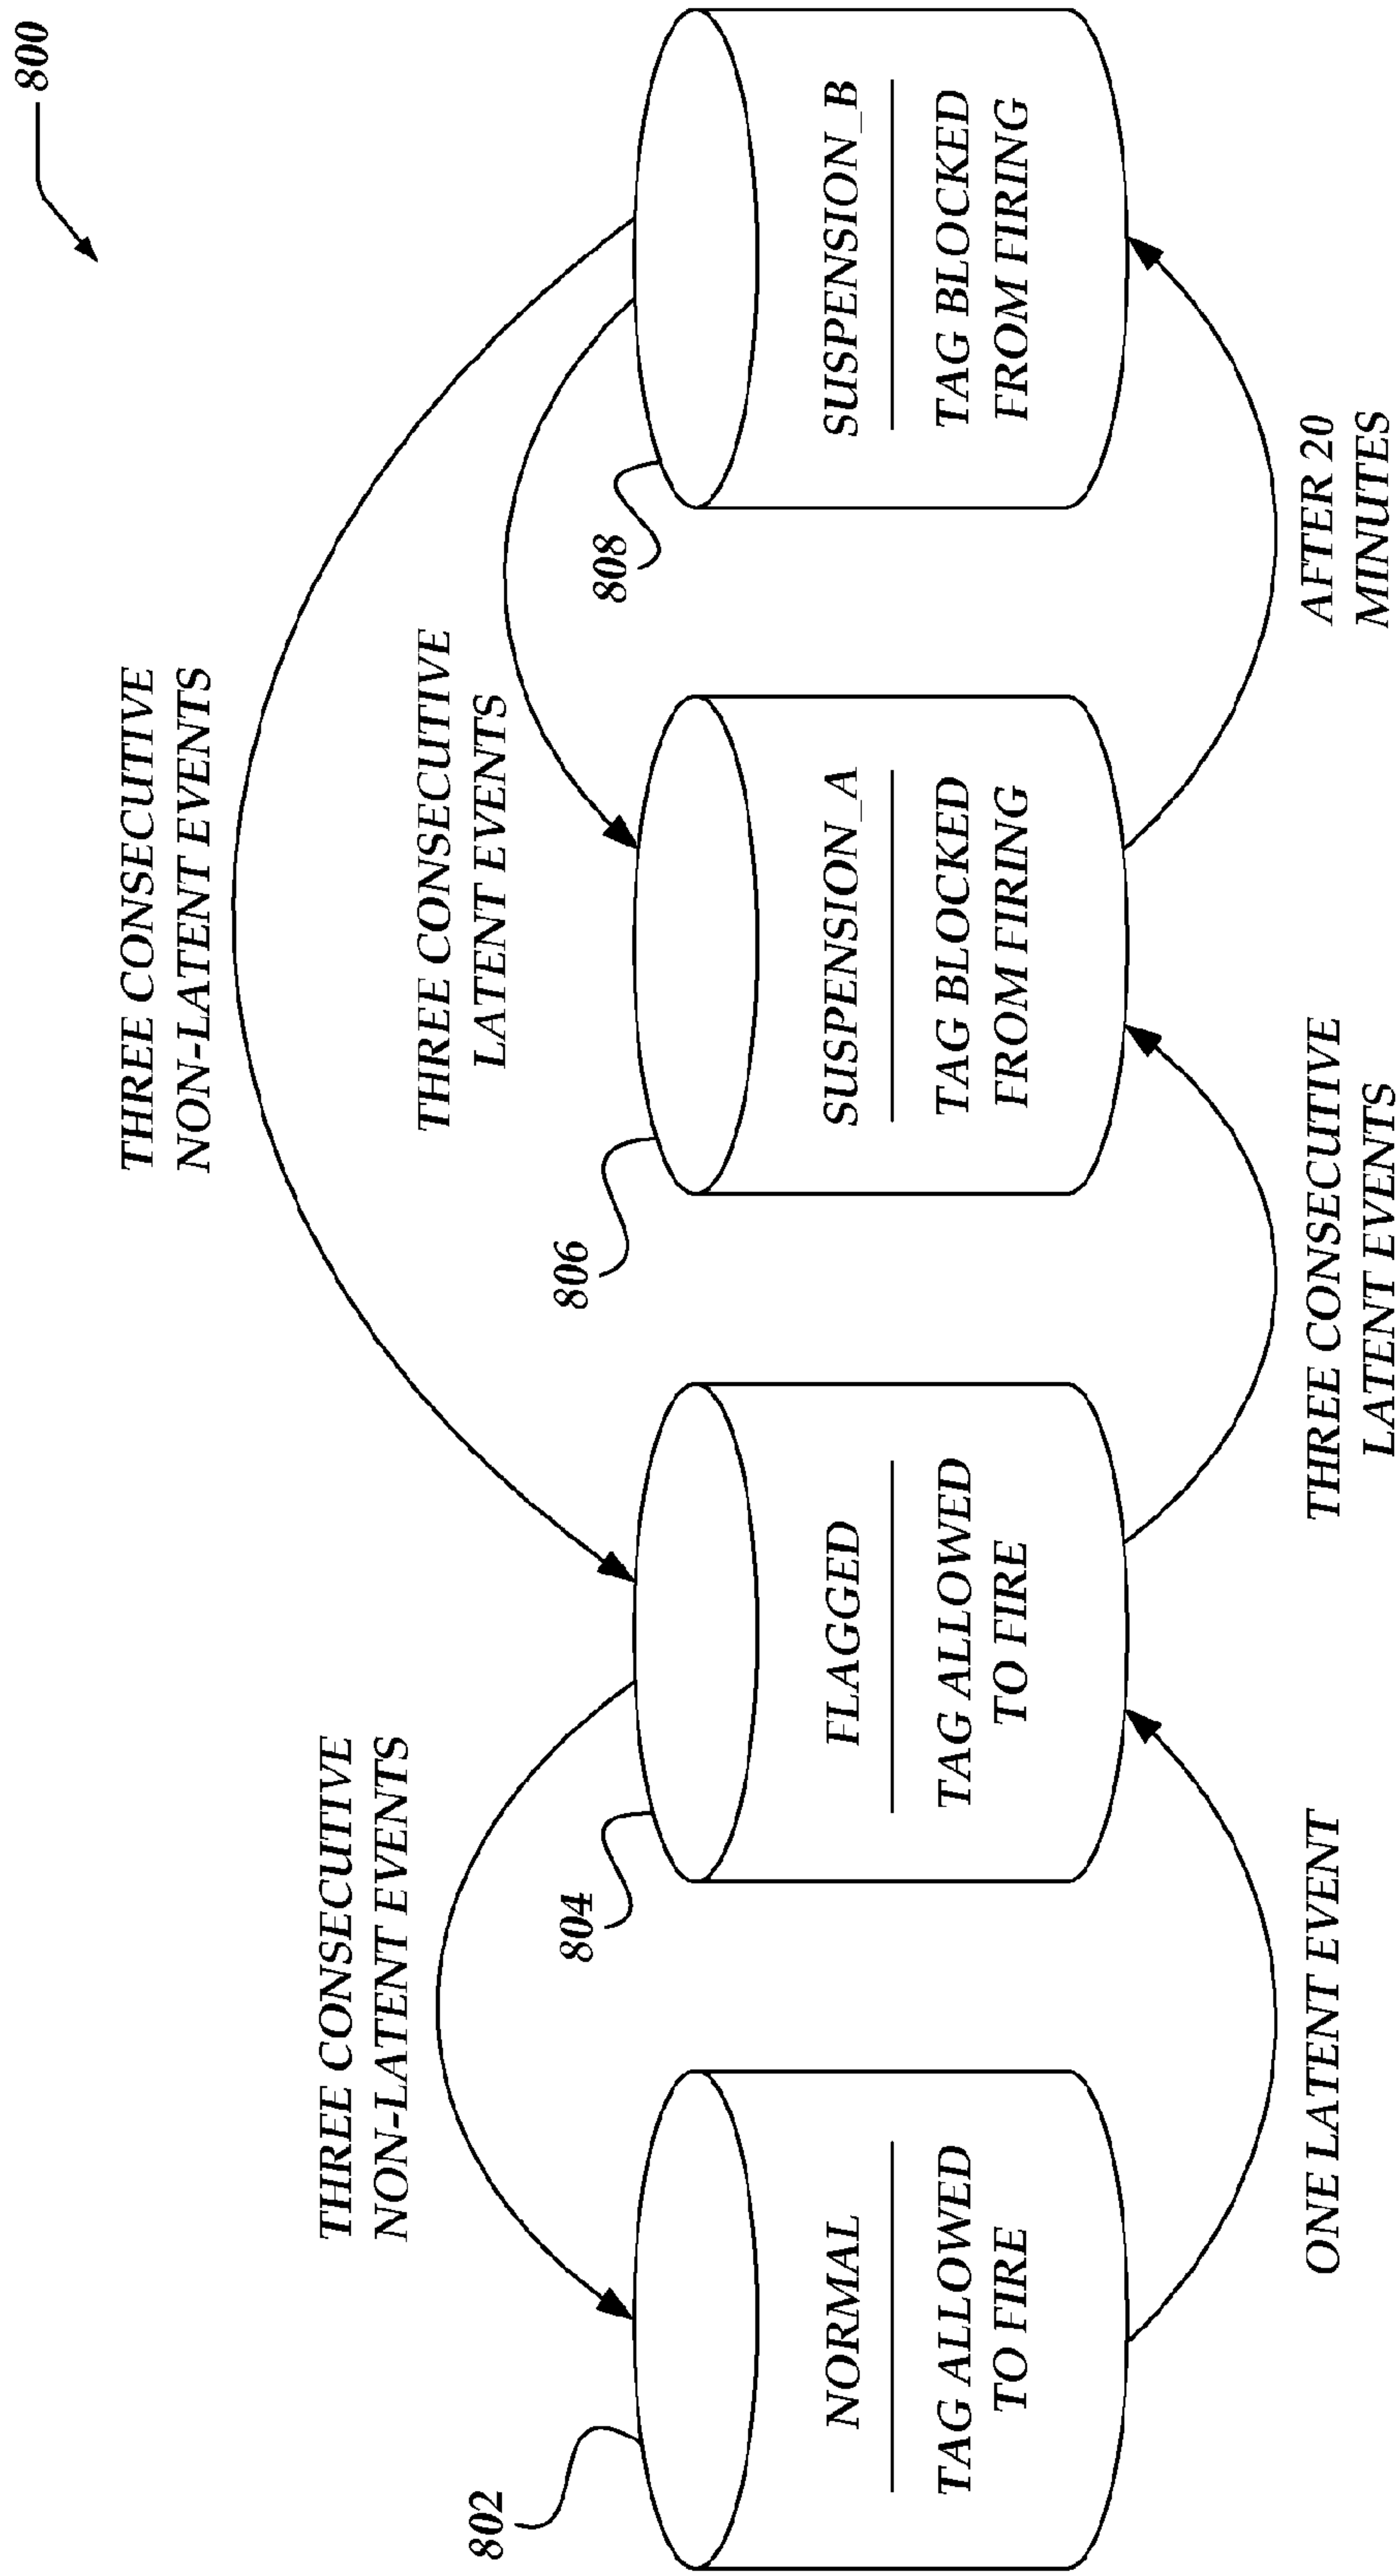 800
THREE CONSECUTIVE
NON-LATENT EVENTS
THREE CONSECUTIVE
NON-LATENT EVENTS
THREE CONSECUTIVE
LATENT EVENTS
802
804
806
808
NORMAL
TAG ALLOWED
TO FIRE
FLAGGED
TAG ALLOWED
TO FIRE
SUSPENSION_A
TAG BLOCKED
FROM FIRING
SUSPENSION_B
TAG BLOCKED
FROM FIRING
ONE LATENT EVENT
THREE CONSECUTIVE
LATENT EVENTS
AFTER 20
MINUTES